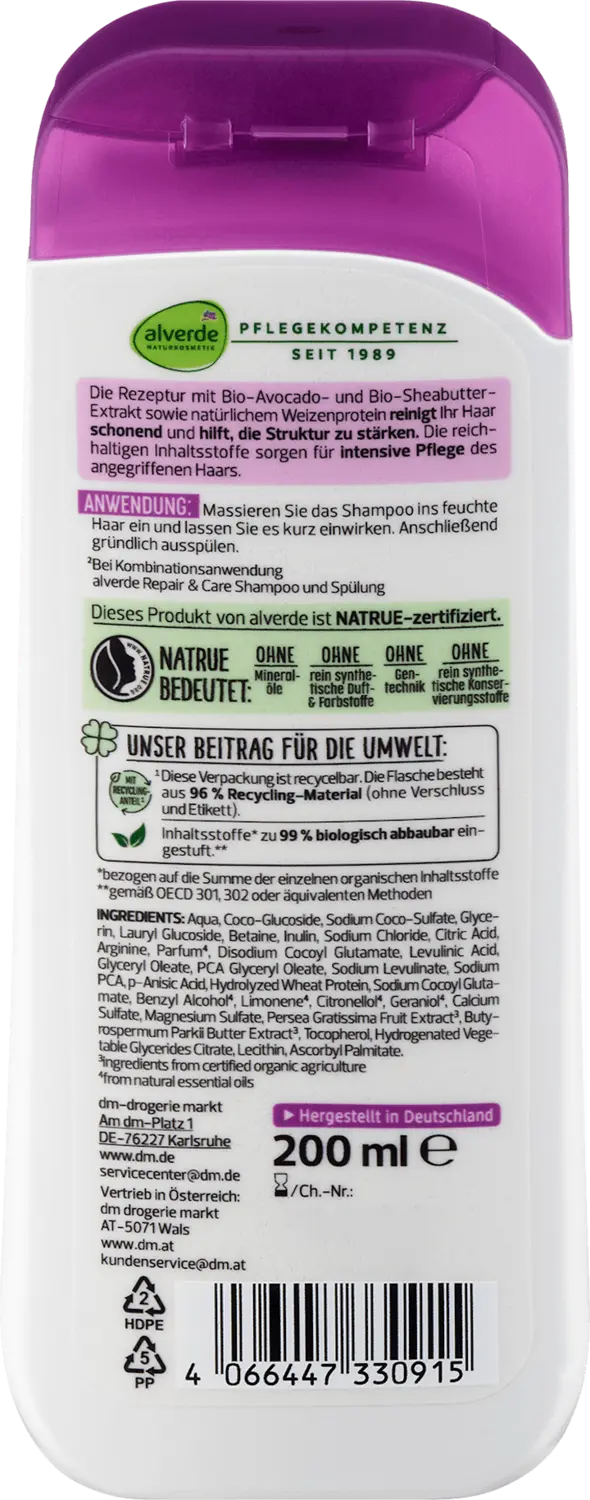 alverde
NATURKOSMETIK
PFLEGEKOMPETENZ
SEIT 1989
Die Rezeptur mit Bio-Avocado- und Bio-Sheabutter-
Extrakt sowie natürlichem Weizenprotein reinigt Ihr Haar
schonend und hilft, die Struktur zu stärken. Die reich-
haltigen Inhaltsstoffe sorgen für intensive Pflege des
angegriffenen Haars.
ANWENDUNG: Massieren Sie das Shampoo ins feuchte
Haar ein und lassen Sie es kurz einwirken. Anschließend
gründlich ausspülen.
²Bei Kombinationsanwendung
alverde Repair & Care Shampoo und Spülung
Dieses Produkt von alverde ist NATRUE-zertifiziert.
WWW.NATRUE.ORG
NATRUE
BEDEUTET:
OHNE
Mineral-
öle
OHNE
rein synthe-
tische Duft-
& Farbstoffe
OHNE
Gen-
technik
OHNE
rein synthe-
tische Konser-
vierungsstoffe
UNSER BEITRAG FÜR DIE UMWELT:
MIT
RECYCLING-
ANTEIL¹
¹Diese Verpackung ist recycelbar. Die Flasche besteht
aus 96 % Recycling-Material (ohne Verschluss
und Etikett).
Inhaltsstoffe* zu 99 % biologisch abbaubar ein-
gestuft.**
*bezogen auf die Summe der einzelnen organischen Inhaltsstoffe
**gemäß OECD 301, 302 oder äquivalenten Methoden
INGREDIENTS: Aqua, Coco-Glucoside, Sodium Coco-Sulfate, Glyce-
rin, Lauryl Glucoside, Betaine, Inulin, Sodium Chloride, Citric Acid,
Arginine, Parfum⁴, Disodium Cocoyl Glutamate, Levulinic Acid,
Glyceryl Oleate, PCA Glyceryl Oleate, Sodium Levulinate, Sodium
PCA, p-Anisic Acid, Hydrolyzed Wheat Protein, Sodium Cocoyl Gluta-
mate, Benzyl Alcohol⁴, Limonene⁴, Citronellol⁴, Geraniol⁴, Calcium
Sulfate, Magnesium Sulfate, Persea Gratissima Fruit Extract³, Buty-
rospermum Parkii Butter Extract³, Tocopherol, Hydrogenated Vege-
table Glycerides Citrate, Lecithin, Ascorbyl Palmitate.
³ingredients from certified organic agriculture
⁴from natural essential oils
dm-drogerie markt
Am dm-Platz 1
DE-76227 Karlsruhe
www.dm.de
servicecenter@dm.de
Vertrieb in Österreich:
dm drogerie markt
AT-5071 Wals
www.dm.at
kundenservice@dm.at
Hergestellt in Deutschland
200 ml ℮
/Ch.-Nr.:
2
HDPE
5
PP
4 066447 330915